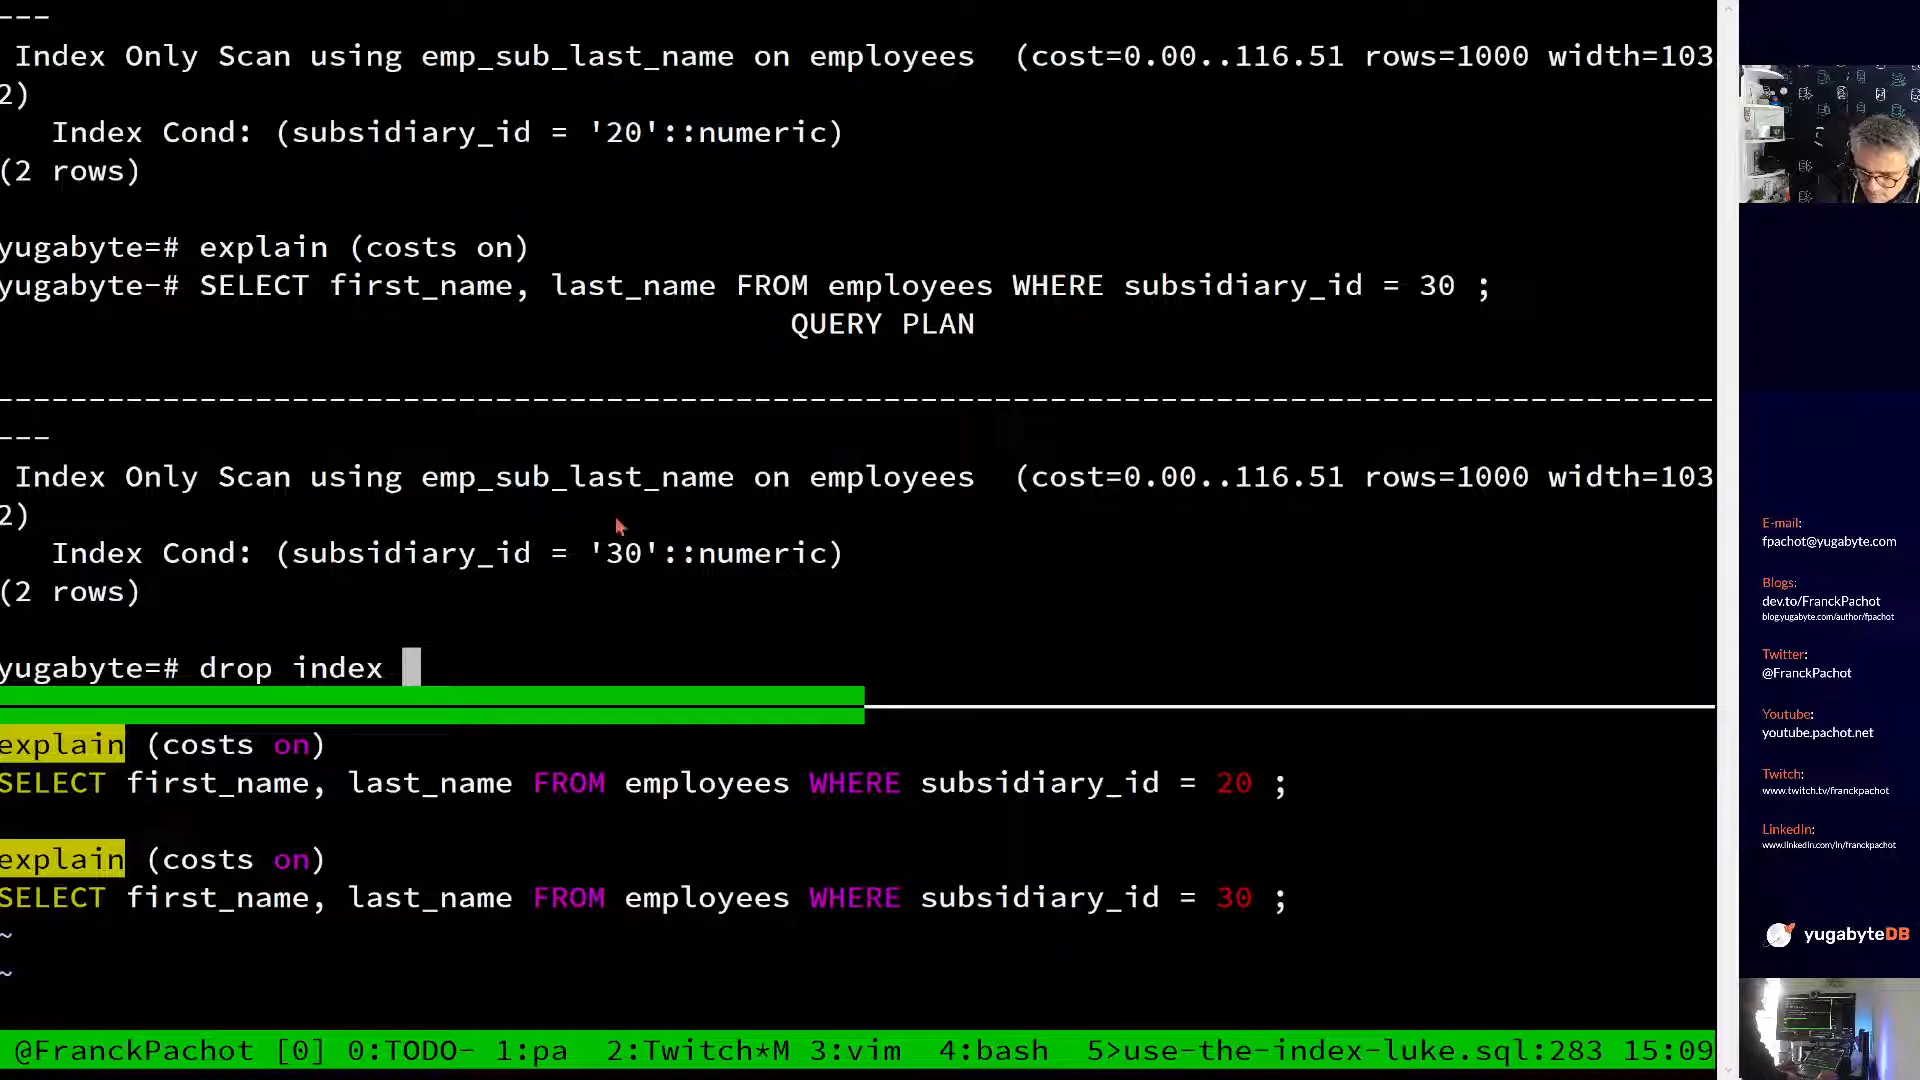 ---
Index Only Scan using emp_sub_last_name on employees  (cost=0.00..116.51 rows=1000 width=103
2)
   Index Cond: (subsidiary_id = '20'::numeric)
(2 rows)
yugabyte=# explain (costs on)
yugabyte-# SELECT first_name, last_name FROM employees WHERE subsidiary_id = 30 ;
QUERY PLAN
---------------------------------------------------------------------------------------------
---
Index Only Scan using emp_sub_last_name on employees  (cost=0.00..116.51 rows=1000 width=103
2)
   Index Cond: (subsidiary_id = '30'::numeric)
(2 rows)
yugabyte=# drop index
explain (costs on)
SELECT first_name, last_name FROM employees WHERE subsidiary_id = 20 ;
explain (costs on)
SELECT first_name, last_name FROM employees WHERE subsidiary_id = 30 ;
~
~
@FranckPachot [0] 0:TODO- 1:pa  2:Twitch*M 3:vim  4:bash  5>use-the-index-luke.sql:283 15:09
E-mail:
fpachot@yugabyte.com
Blogs:
dev.to/FranckPachot
blog.yugabyte.com/author/fpachot
Twitter:
@FranckPachot
Youtube:
youtube.pachot.net
Twitch:
www.twitch.tv/franckpachot
LinkedIn:
www.linkedin.com/in/franckpachot
yugabyteDB